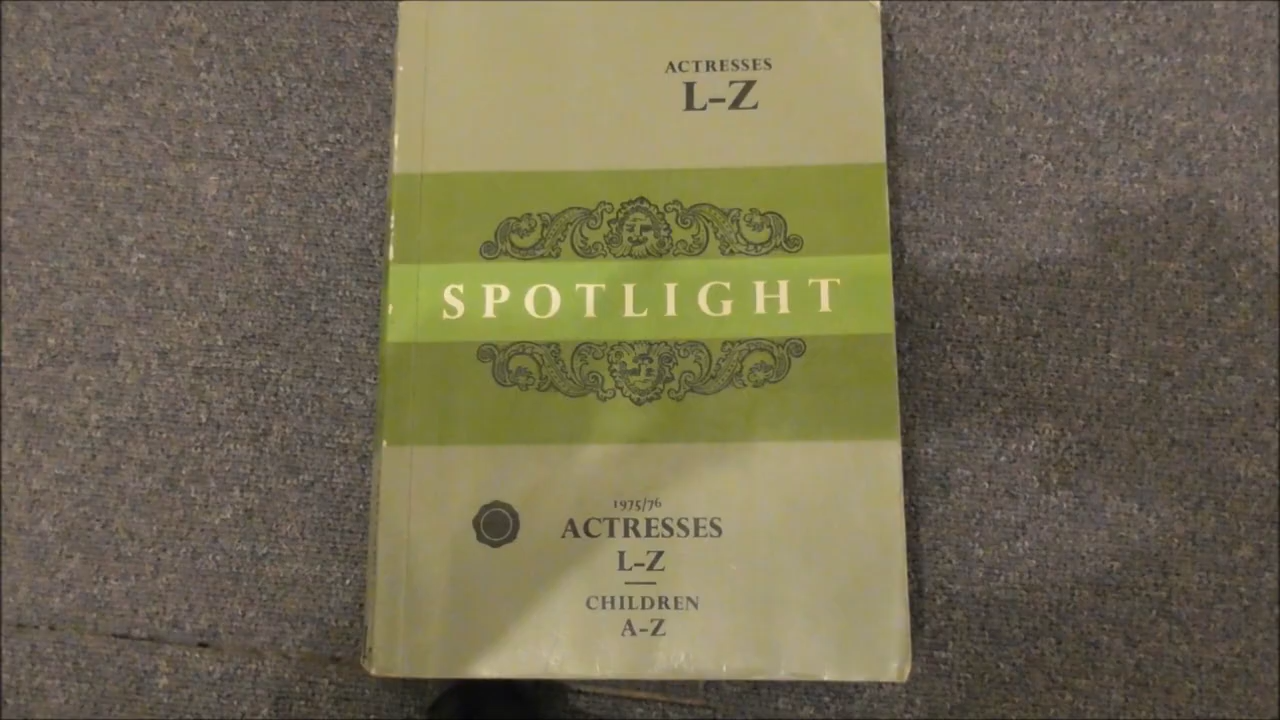 ACTRESSES
L–Z
SPOTLIGHT
1975/76
ACTRESSES
L–Z
CHILDREN
A–Z